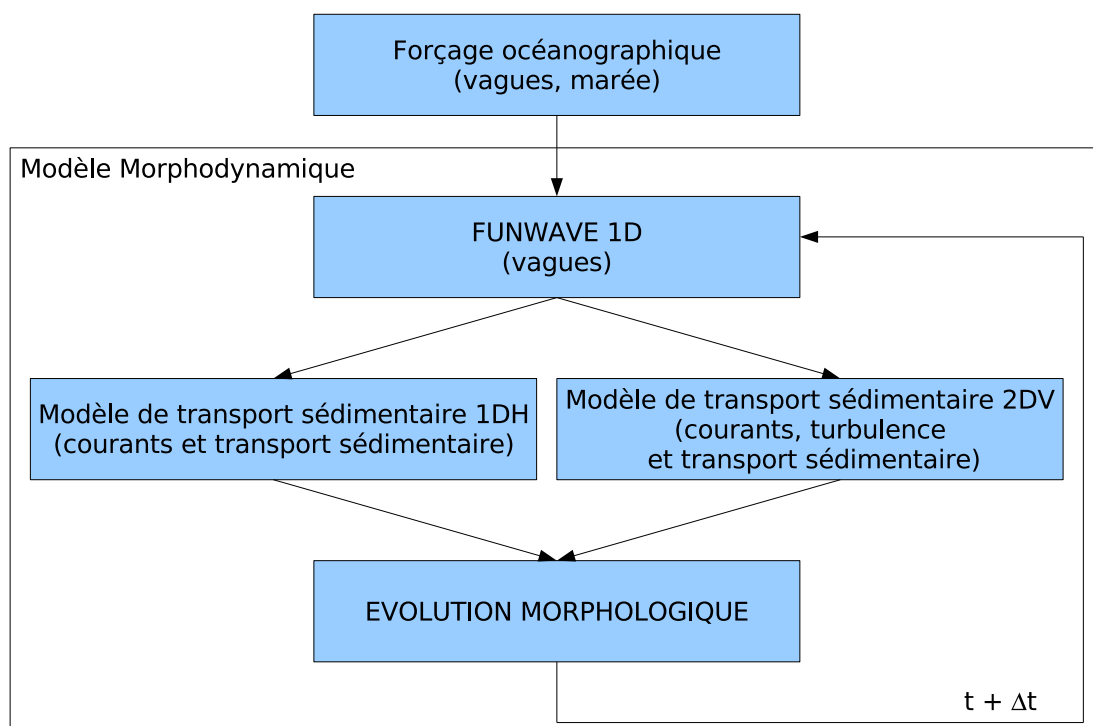 Forçage océanographique
(vagues, marée)
Modèle Morphodynamique
FUNWAVE 1D
(vagues)
Modèle de transport sédimentaire 1DH
(courants et transport sédimentaire)
Modèle de transport sédimentaire 2DV
(courants, turbulence
et transport sédimentaire)
EVOLUTION MORPHOLOGIQUE
t + Δt